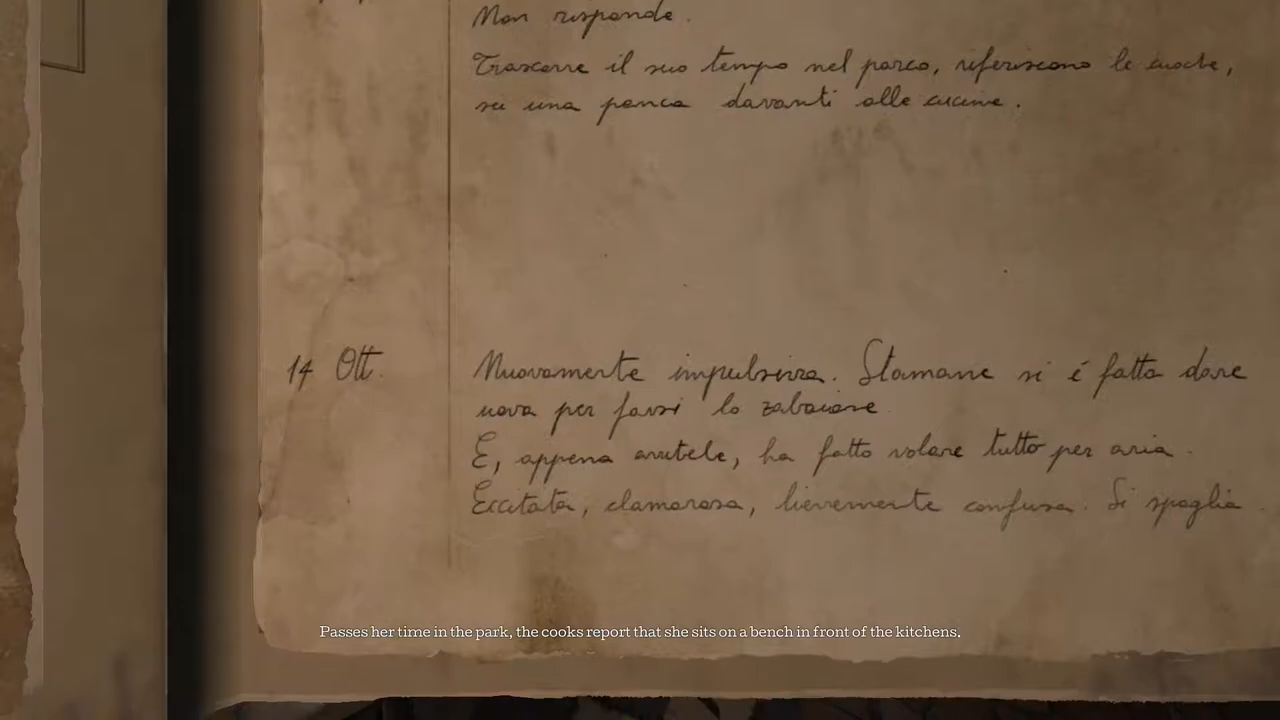 Non risponde.
Trascorre il suo tempo nel parco, riferiscono le cuoche,
su una panca davanti alle cucine.
14 Ott.
Nuovamente impulsiva. Stamane si é fatta dare
uova per farsi lo zabaione.
E, appena avutele, ha fatto volare tutto per aria.
Eccitata, clamorosa, lievemente confusa. Si spoglia.
Passes her time in the park, the cooks report that she sits on a bench in front of the kitchens.